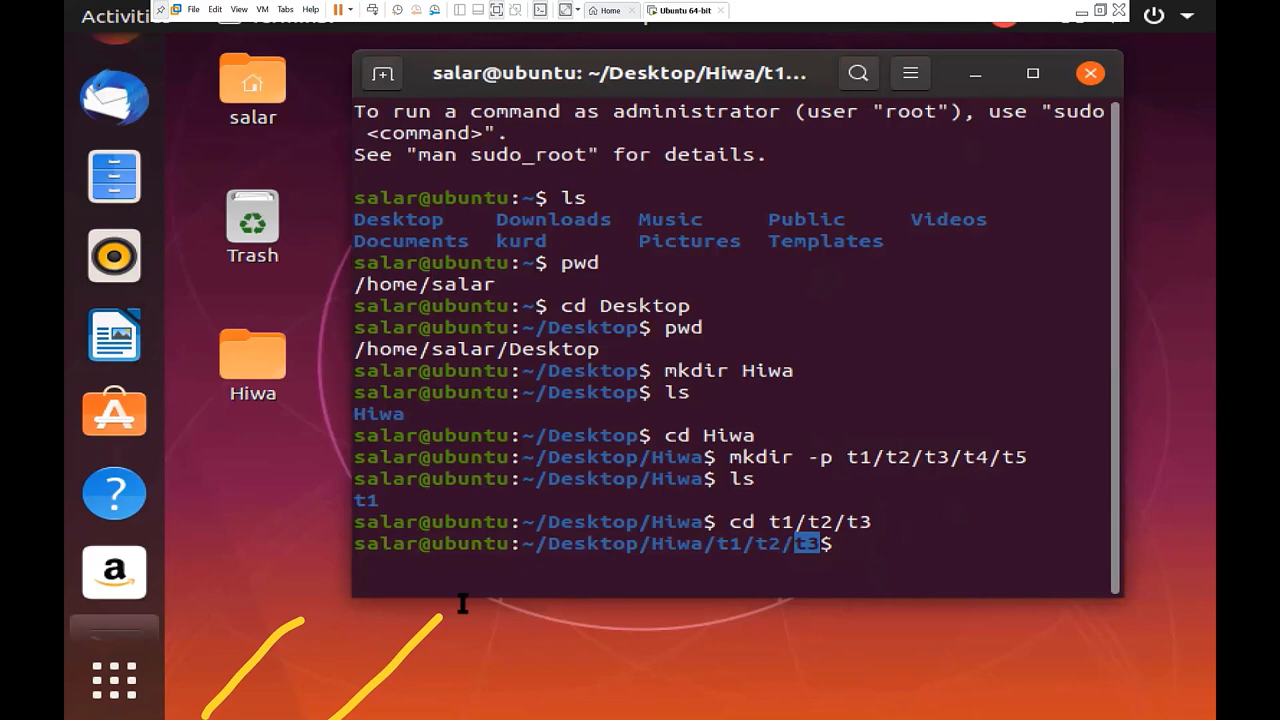 File Edit View VM Tabs Help
Home
Ubuntu 64-bit
salar@ubuntu: ~/Desktop/Hiwa/t1...
To run a command as administrator (user "root"), use "sudo
<command>".
See "man sudo_root" for details.
salar@ubuntu:~$ ls
Desktop Downloads Music Public Videos
Documents kurd Pictures Templates
salar@ubuntu:~$ pwd
/home/salar
salar@ubuntu:~$ cd Desktop
salar@ubuntu:~/Desktop$ pwd
/home/salar/Desktop
salar@ubuntu:~/Desktop$ mkdir Hiwa
salar@ubuntu:~/Desktop$ ls
Hiwa
salar@ubuntu:~/Desktop$ cd Hiwa
salar@ubuntu:~/Desktop/Hiwa$ mkdir -p t1/t2/t3/t4/t5
salar@ubuntu:~/Desktop/Hiwa$ ls
t1
salar@ubuntu:~/Desktop/Hiwa$ cd t1/t2/t3
salar@ubuntu:~/Desktop/Hiwa/t1/t2/t3$
salar
Trash
Hiwa